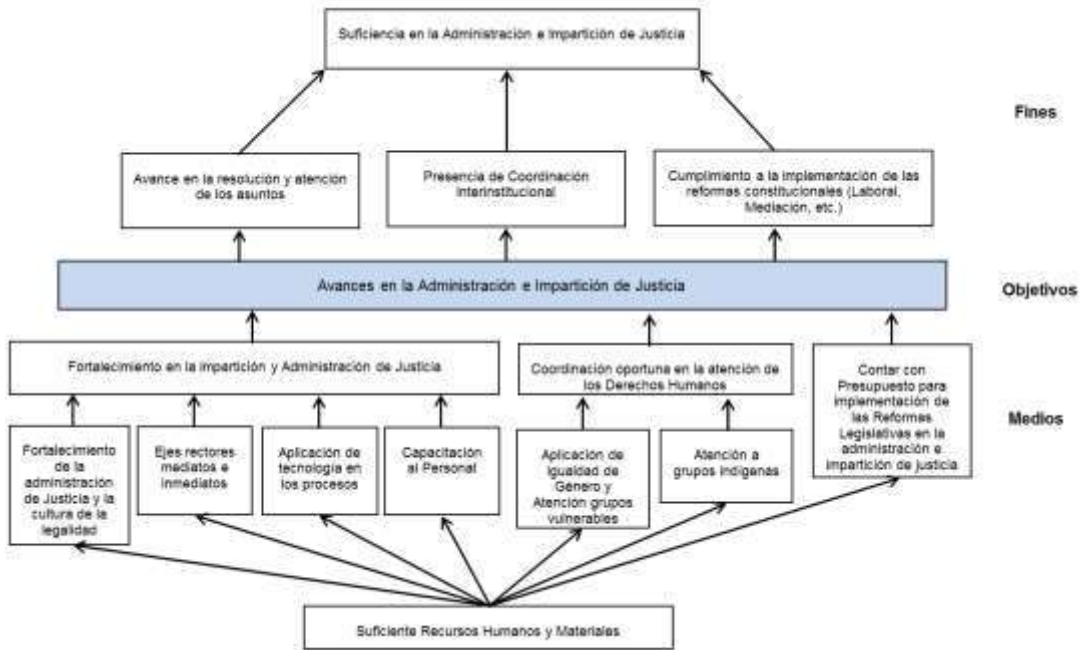 Suficiencia en la Administración e Impartición de Justicia
Fines
Avance en la resolución y atención
de los asuntos
Presencia de Coordinación
Interinstitucional
Cumplimiento a la implementación de las
reformas constitucionales (Laboral,
Mediación, etc.)
Avances en la Administración e Impartición de Justicia
Objetivos
Fortalecimiento en la Impartición y Administración de Justicia
Coordinación oportuna en la atención de
los Derechos Humanos
Contar con
Presupuesto para
implementación de
las Reformas
Legislativas en la
administración e
impartición de justicia
Medios
Fortalecimiento
de la
administración
de Justicia y la
cultura de la
legalidad
Ejes rectores
mediatos e
inmediatos
Aplicación de
tecnología en
los procesos
Capacitación
al Personal
Aplicación de
Igualdad de
Género y
Atención grupos
vulnerables
Atención a
grupos indígenas
Suficiente Recursos Humanos y Materiales